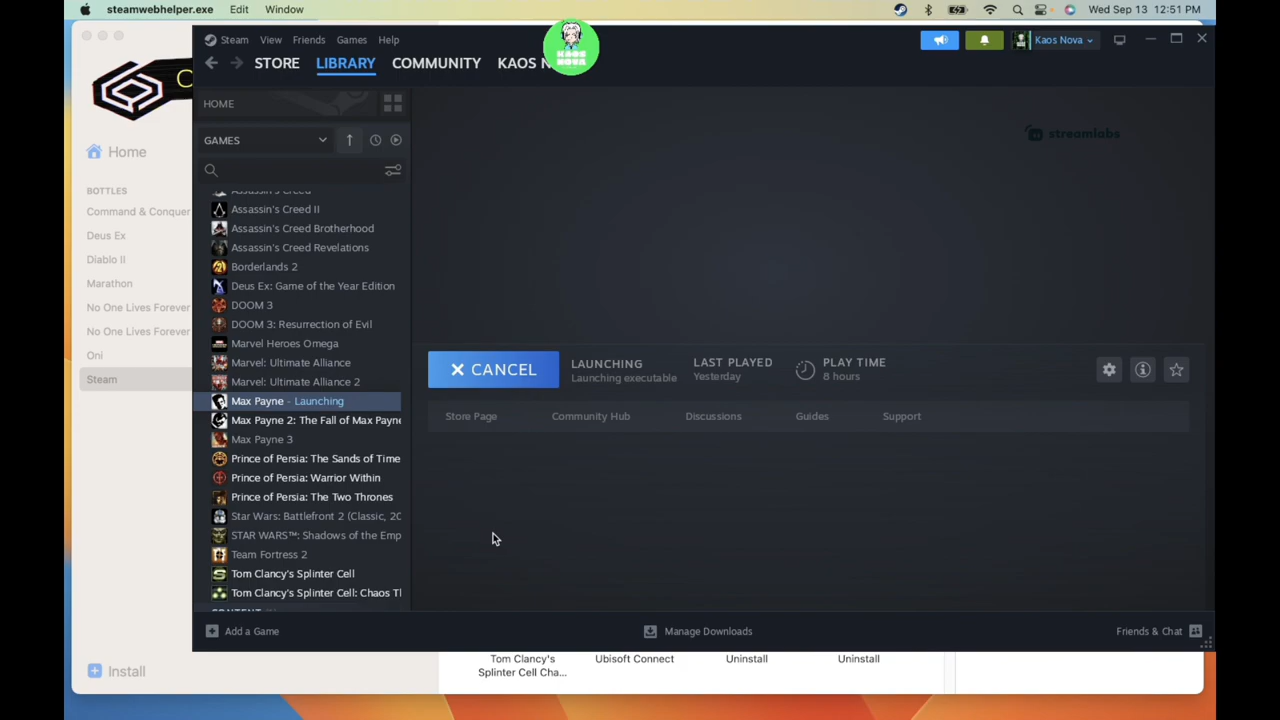 steamwebhelper.exe Edit Window
Wed Sep 13 12:51 PM
Steam View Friends Games Help
Kaos Nova
KAOS
NOVA
STORE LIBRARY COMMUNITY KAOS N
C
HOME
streamlabs
GAMES
Home
BOTTLES
Command & Conquer
Deus Ex
Diablo II
Marathon
No One Lives Forever
No One Lives Forever
Oni
Steam
Install
Assassin's Creed
Assassin's Creed II
Assassin's Creed Brotherhood
Assassin's Creed Revelations
Borderlands 2
Deus Ex: Game of the Year Edition
DOOM 3
DOOM 3: Resurrection of Evil
Marvel Heroes Omega
Marvel: Ultimate Alliance
Marvel: Ultimate Alliance 2
Max Payne - Launching
Max Payne 2: The Fall of Max Payne
Max Payne 3
Prince of Persia: The Sands of Time
Prince of Persia: Warrior Within
Prince of Persia: The Two Thrones
Star Wars: Battlefront 2 (Classic, 20
STAR WARS™: Shadows of the Emp
Team Fortress 2
Tom Clancy's Splinter Cell
Tom Clancy's Splinter Cell: Chaos Tl
CANCEL
LAUNCHING
Launching executable
LAST PLAYED
Yesterday
PLAY TIME
8 hours
Store Page Community Hub Discussions Guides Support
Add a Game
Manage Downloads
Friends & Chat
Tom Clancy's
Splinter Cell Cha...
Ubisoft Connect
Uninstall
Uninstall